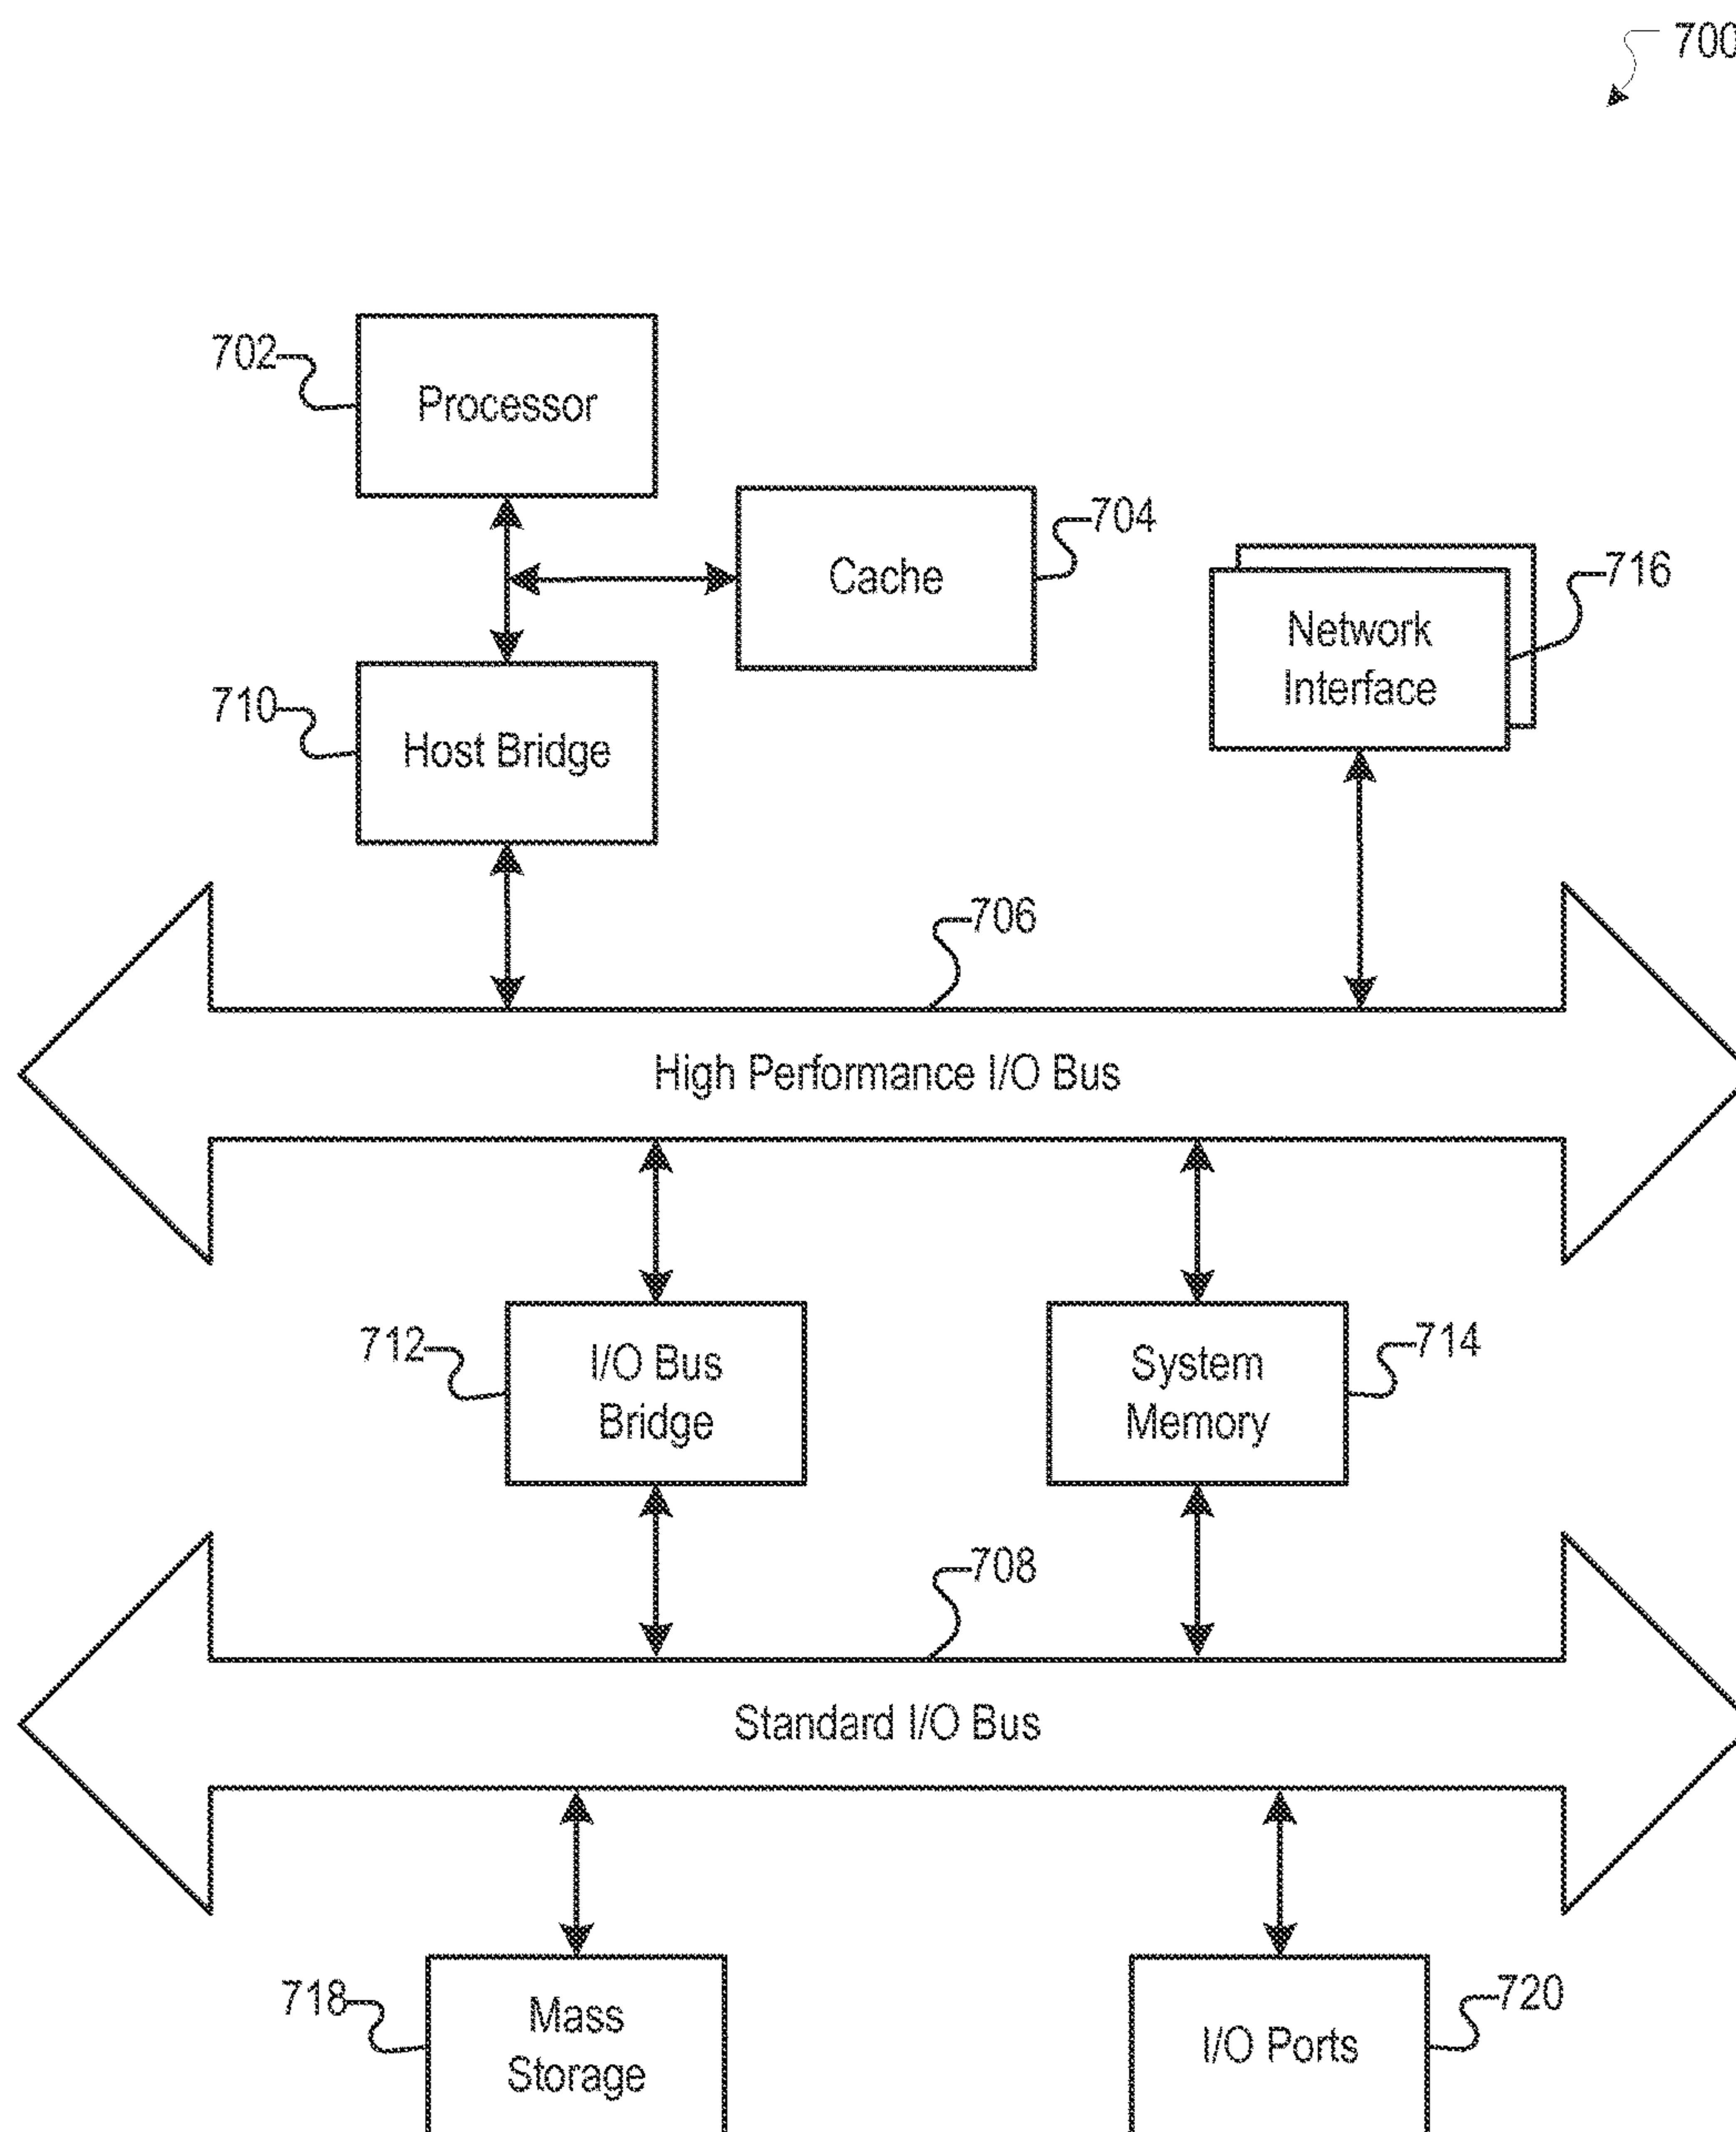 700
702
Processor
704
Cache
716
Network
Interface
710
Host Bridge
706
High Performance I/O Bus
712
I/O Bus
Bridge
System
Memory
714
708
Standard I/O Bus
718
Mass
Storage
I/O Ports
720